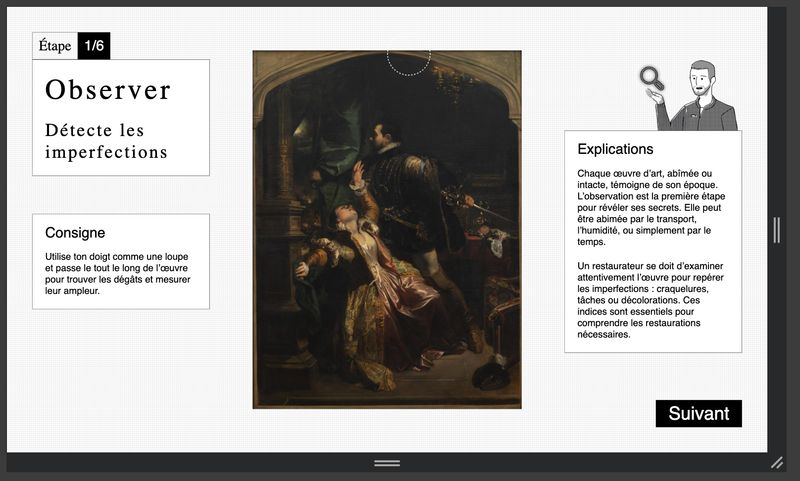 Étape 1/6
Observer
Détecte les
imperfections
Consigne
Utilise ton doigt comme une loupe
et passe le tout le long de l'œuvre
pour trouver les dégâts et mesurer
leur ampleur.
Explications
Chaque œuvre d'art, abîmée ou
intacte, témoigne de son époque.
L'observation est la première étape
pour révéler ses secrets. Elle peut
être abimée par le transport,
l'humidité, ou simplement par le
temps.
Un restaurateur se doit d'examiner
attentivement l'œuvre pour repérer
les imperfections : craquelures,
tâches ou décolorations. Ces
indices sont essentiels pour
comprendre les restaurations
nécessaires.
Suivant